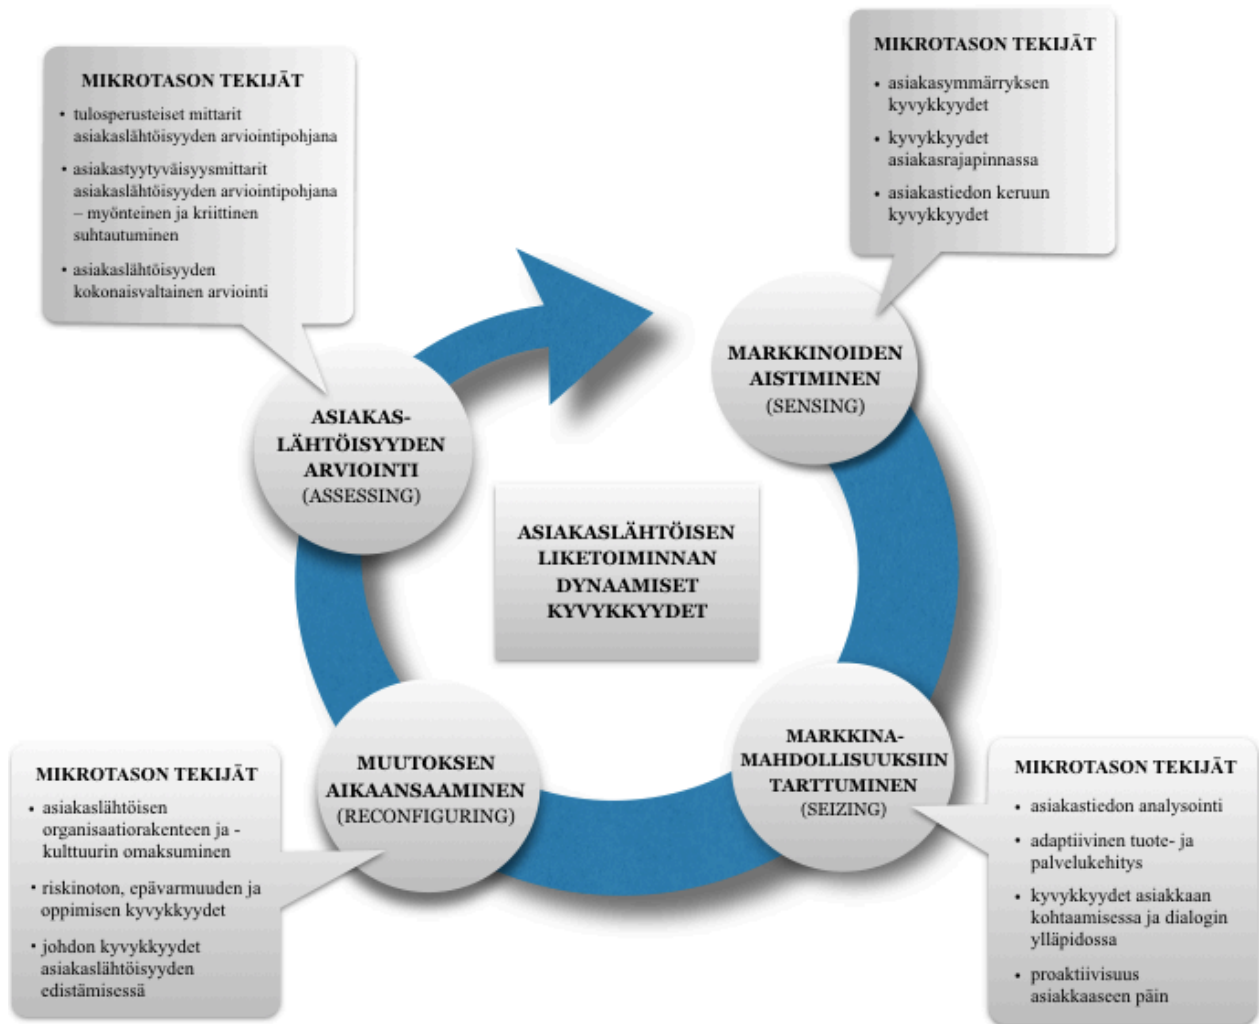 MIKROTASON TEKIJÄT
• tulosperusteiset mittarit
asiakaslähtöisyyden arviointipohjana
• asiakastyytyväisyysmittarit
asiakaslähtöisyyden arviointipohjana
– myönteinen ja kriittinen
suhtautuminen
• asiakaslähtöisyyden
kokonaisvaltainen arviointi
MIKROTASON TEKIJÄT
• asiakasymmärryksen
kyvykkyydet
• kyvykkyydet
asiakasrajapinnassa
• asiakastiedon keruun
kyvykkyydet
MARKKINOIDEN
AISTIMINEN
(SENSING)
ASIAKAS-
LÄHTÖISYYDEN
ARVIOINTI
(ASSESSING)
ASIAKASLÄHTÖISEN
LIKETOIMINNAN
DYNAAMISET
KYVYKKYYDET
MUUTOKSEN
AIKAANSAAMINEN
(RECONFIGURING)
MARKKINA-
MAHDOLLISUUKSIIN
TARTTUMINEN
(SEIZING)
MIKROTASON TEKIJÄT
• asiakaslähtöisen
organisaatiorakenteen ja -
kulttuurin omaksuminen
• riskinoton, epävarmuuden ja
oppimisen kyvykkyydet
• johdon kyvykkyydet
asiakaslähtöisyyden
edistämisessä
MIKROTASON TEKIJÄT
• asiakastiedon analysointi
• adaptiivinen tuote- ja
palvelukehitys
• kyvykkyydet asiakkaan
kohtaamisessa ja dialogin
ylläpidossa
• proaktiivisuus
asiakkaaseen päin